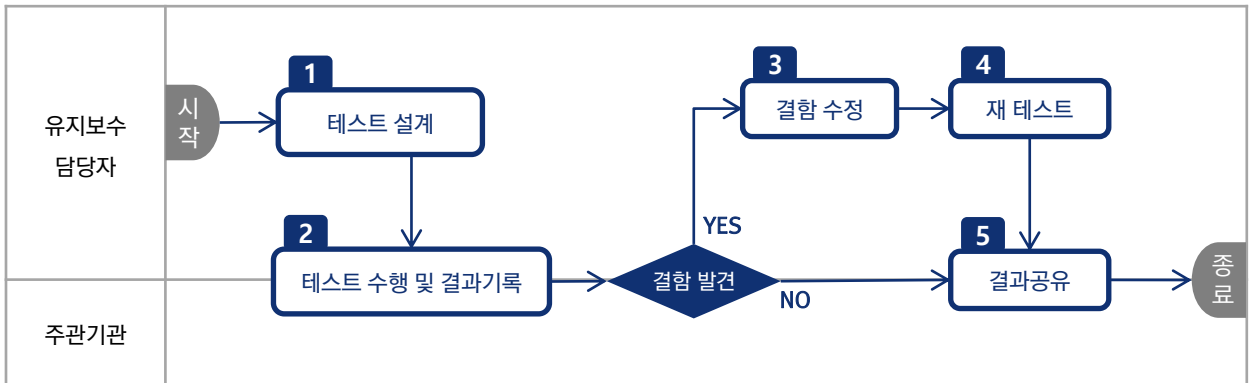 유지보수
담당자
시
작
1
테스트 설계
2
테스트 수행 및 결과기록
결함 발견
YES
NO
3
결함 수정
4
재 테스트
5
결과공유
종
료
주관기관